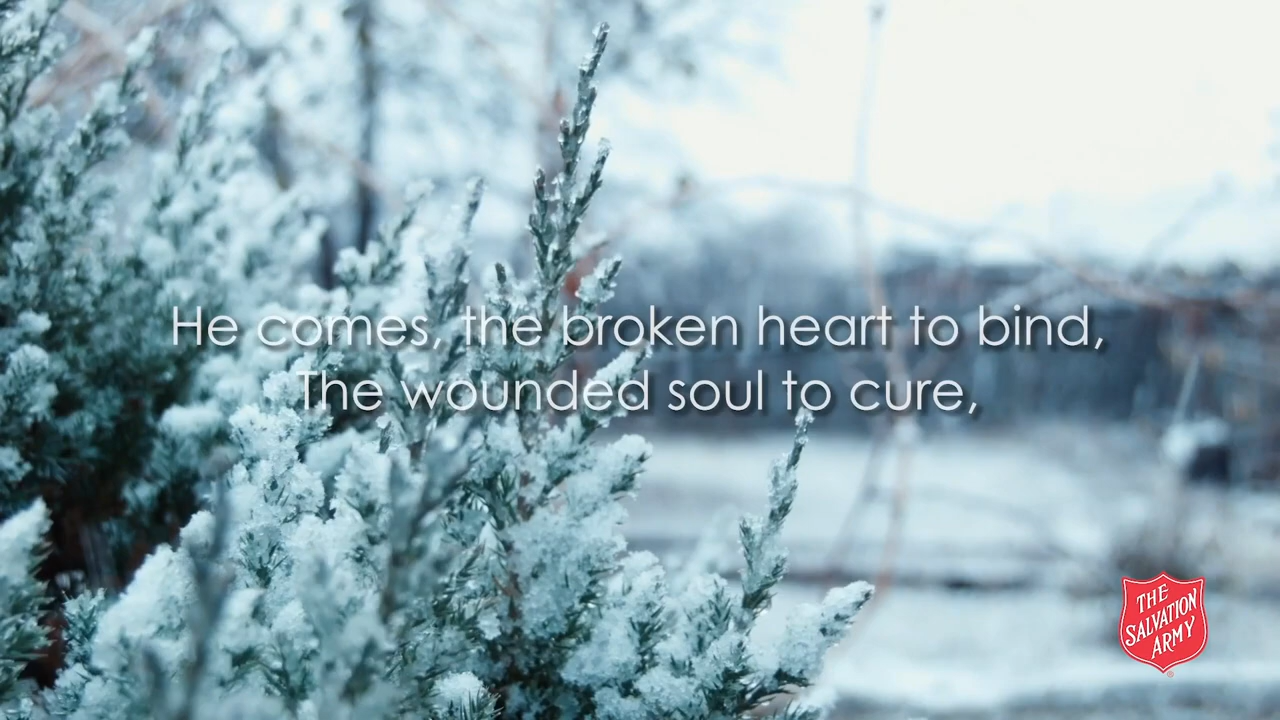 He comes, the broken heart to bind,
The wounded soul to cure,
THE
SALVATION
ARMY
®